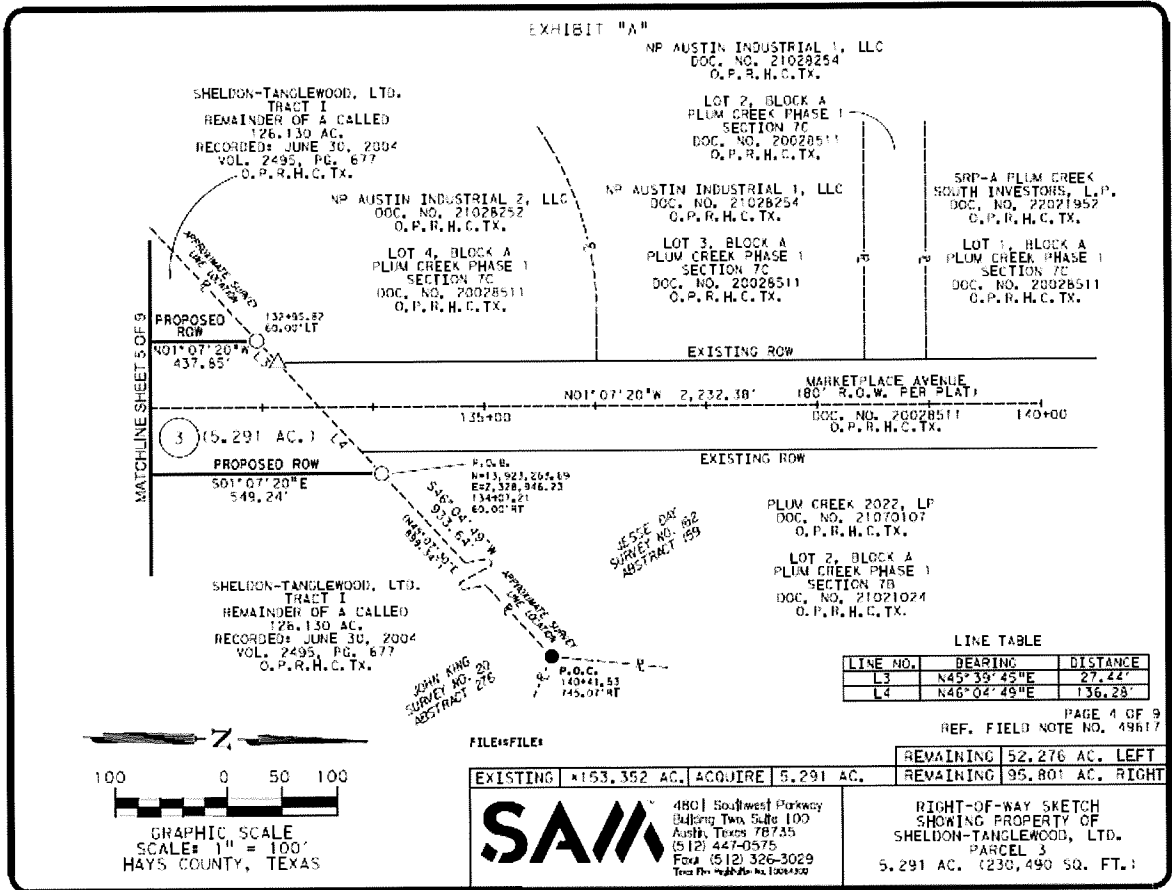 EXHIBIT "A"
NP AUSTIN INDUSTRIAL 1, LLC
DOC. NO. 21028254
O.P.R.H.C.TX.
LOT 2, BLOCK A
PLUM CREEK PHASE 1
SECTION 7C
DOC. NO. 20028511
O.P.R.H.C.TX.
SHELDON-TANGLEWOOD, LTD.
TRACT I
REMAINDER OF A CALLED
126.130 AC.
RECORDED: JUNE 30, 2004
VOL. 2495, PG. 677
O.P.R.H.C.TX.
NP AUSTIN INDUSTRIAL 2, LLC
DOC. NO. 21028252
O.P.R.H.C.TX.
LOT 4, BLOCK A
PLUM CREEK PHASE 1
SECTION 7C
DOC. NO. 20028511
O.P.R.H.C.TX.
NP AUSTIN INDUSTRIAL 1, LLC
DOC. NO. 21028254
O.P.R.H.C.TX.
LOT 3, BLOCK A
PLUM CREEK PHASE 1
SECTION 7C
DOC. NO. 20028511
O.P.R.H.C.TX.
SRP-A PLUM CREEK
SOUTH INVESTORS, L.P.
DOC. NO. 22021952
O.P.R.H.C.TX.
LOT 1, BLOCK A
PLUM CREEK PHASE 1
SECTION 7C
DOC. NO. 20028511
O.P.R.H.C.TX.
APPROXIMATE SURVEY
LINE LOCATION
132+95.82
60.00'LT
PROPOSED
ROW
N01°07'20"W
437.85'
L3
MATCHLINE SHEET 5 OF 9
EXISTING ROW
N01°07'20"W 2,232.38'
MARKETPLACE AVENUE
(80' R.O.W. PER PLAT)
DOC. NO. 20028511
O.P.R.H.C.TX.
135+00
140+00
3
(5.291 AC.)
L4
PROPOSED ROW
S01°07'20"E
549.24'
EXISTING ROW
P.O.B.
N=13,923,263.69
E=2,328,946.23
134+07.21
60.00'RT
S46°04'49"W
933.64'
JESSE DAY
SURVEY NO. 162
ABSTRACT 159
PLUM CREEK 2022, LP
DOC. NO. 21070107
O.P.R.H.C.TX.
LOT 2, BLOCK A
PLUM CREEK PHASE 1
SECTION 7B
DOC. NO. 21021024
O.P.R.H.C.TX.
APPROXIMATE SURVEY
LINE LOCATION
SHELDON-TANGLEWOOD, LTD.
TRACT I
REMAINDER OF A CALLED
126.130 AC.
RECORDED: JUNE 30, 2004
VOL. 2495, PG. 677
O.P.R.H.C.TX.
JOHN KING
SURVEY NO. 20
ABSTRACT 276
P.O.C.
140+41.53
745.07'RT
LINE TABLE
LINE NO. BEARING DISTANCE
L3 N45°39'45"E 27.44'
L4 N46°04'49"E 136.28'
PAGE 4 OF 9
REF. FIELD NOTE NO. 49617
Z
100 0 50 100
GRAPHIC SCALE
SCALE: 1" = 100'
HAYS COUNTY, TEXAS
FILE:$FILE$
REMAINING 52.276 AC. LEFT
EXISTING *153.352 AC. ACQUIRE 5.291 AC. REMAINING 95.801 AC. RIGHT
SAM
4801 Southwest Parkway
Building Two, Suite 100
Austin, Texas 78735
(512) 447-0575
Fax: (512) 326-3029
RIGHT-OF-WAY SKETCH
SHOWING PROPERTY OF
SHELDON-TANGLEWOOD, LTD.
PARCEL 3
5.291 AC. (230,490 SQ. FT.)